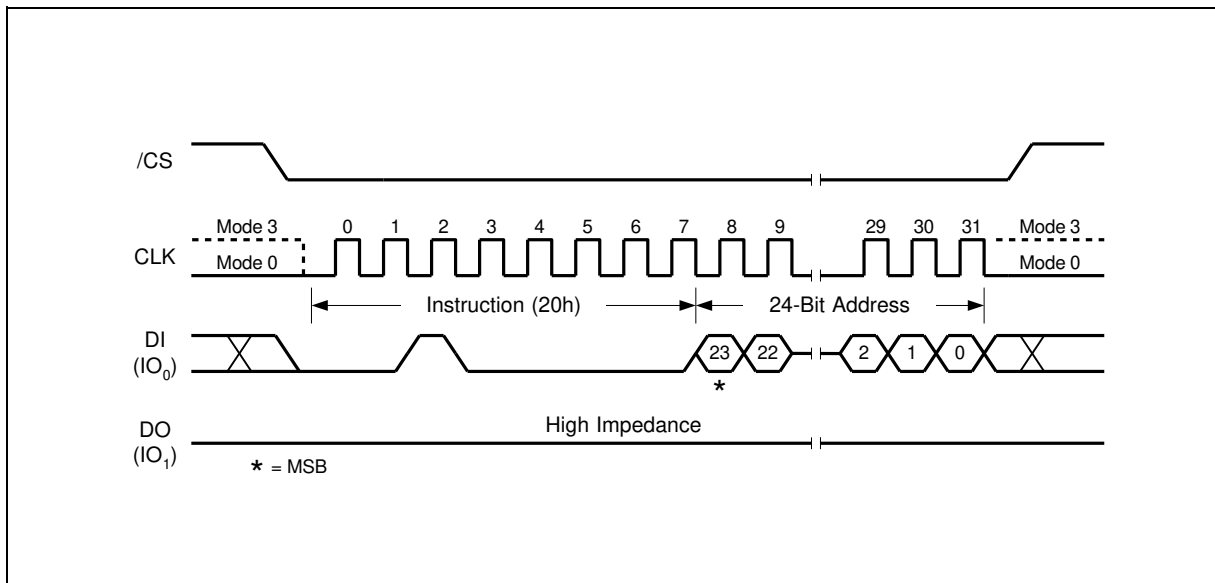 /CS
Mode 3
0 1 2 3 4 5 6 7 8 9 29 30 31
Mode 3
CLK
Mode 0
Mode 0
Instruction (20h)
24-Bit Address
DI
(IO0)
23 22 2 1 0
*
High Impedance
DO
(IO1)
* = MSB